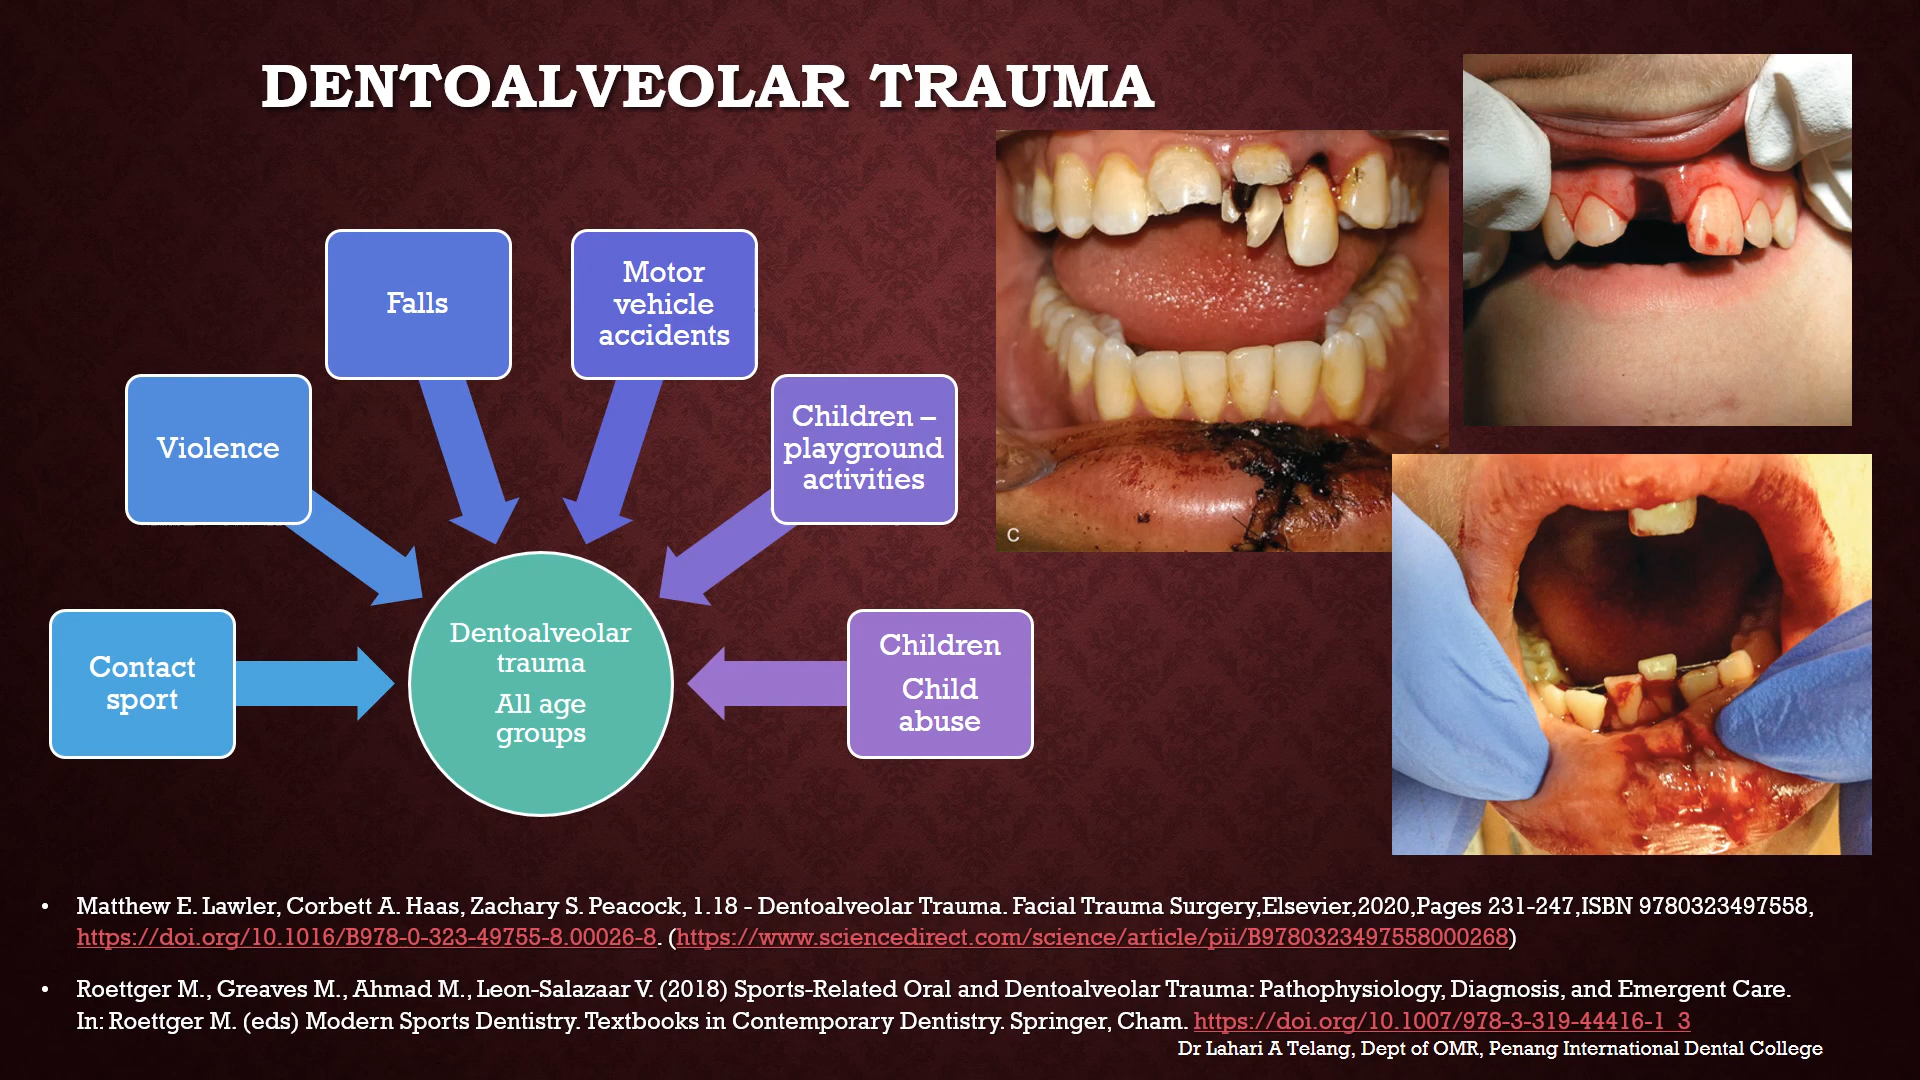 DENTOALVEOLAR TRAUMA
Falls
Motor
vehicle
accidents
Violence
Children –
playground
activities
Contact
sport
Dentoalveolar
trauma
All age
groups
Children
Child
abuse
C
• Matthew E. Lawler, Corbett A. Haas, Zachary S. Peacock, 1.18 - Dentoalveolar Trauma. Facial Trauma Surgery,Elsevier,2020,Pages 231-247,ISBN 9780323497558,
https://doi.org/10.1016/B978-0-323-49755-8.00026-8. (https://www.sciencedirect.com/science/article/pii/B9780323497558000268)
• Roettger M., Greaves M., Ahmad M., Leon-Salazaar V. (2018) Sports-Related Oral and Dentoalveolar Trauma: Pathophysiology, Diagnosis, and Emergent Care.
In: Roettger M. (eds) Modern Sports Dentistry. Textbooks in Contemporary Dentistry. Springer, Cham. https://doi.org/10.1007/978-3-319-44416-1_3
Dr Lahari A Telang, Dept of OMR, Penang International Dental College